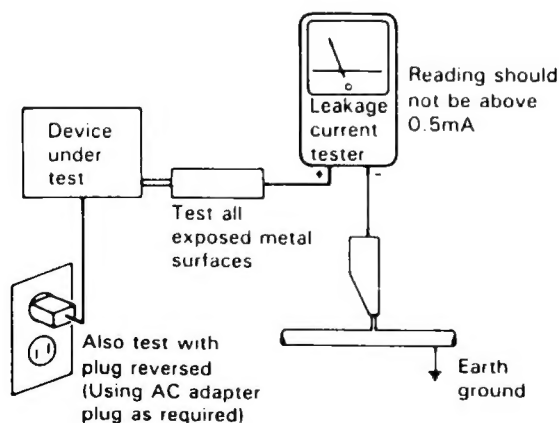 Reading should
not be above
0.5mA
Leakage
current
tester
+
-
Device
under
test
Test all
exposed metal
surfaces
Also test with
plug reversed
(Using AC adapter
plug as required)
Earth
ground